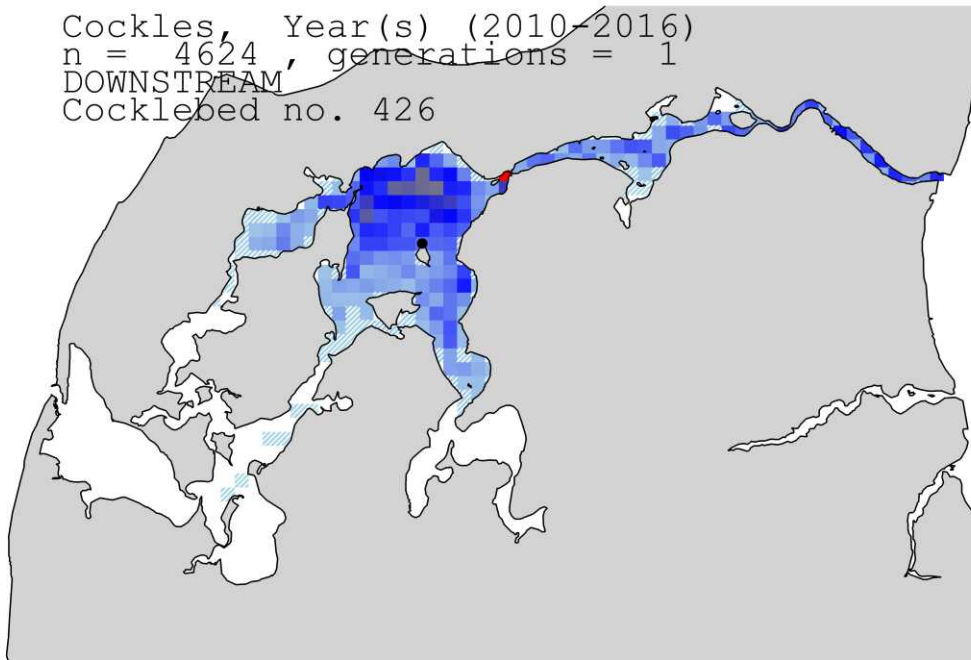 Cockles, Year(s) (2010-2016)
n = 4624 , generations = 1
DOWNSTREAM
Cocklebed no. 426